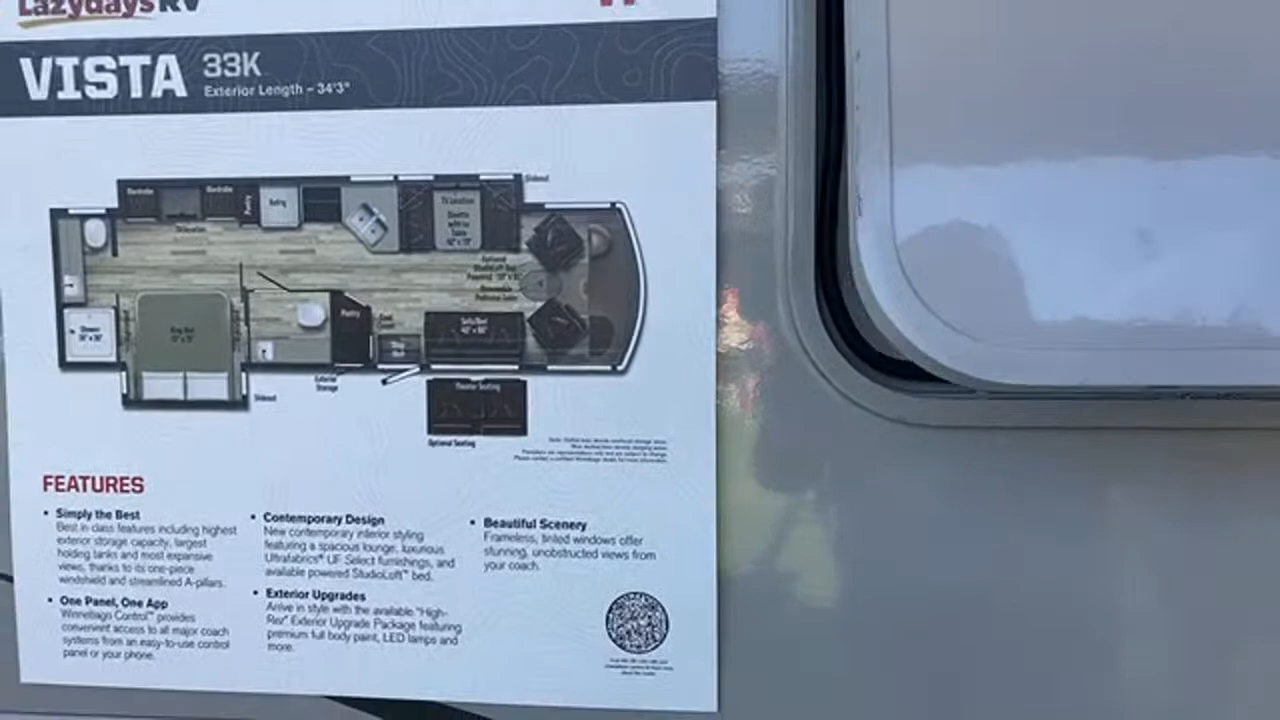 Lazydays RV
VISTA 33K
Exterior Length – 34'3"
Slideout
Wardrobe
Wardrobe
Pantry
TV Location
Dinette
Optional
StudioLoft Bed
Shower
King Bed
Pantry
Sofa/Bed
Exterior
Storage
Slideout
Theater Seating
Optional Seating
FEATURES
• Simply the Best
Best in class features including highest
exterior storage capacity, largest
holding tanks and most expansive
views, thanks to its one-piece
windshield and streamlined A-pillars.
• One Panel, One App
Winnebago Control™ provides
convenient access to all major coach
systems from an easy-to-use control
panel or your phone.
• Contemporary Design
New contemporary interior styling
featuring a spacious lounge, luxurious
Ultrafabrics® UF Select furnishings, and
available powered StudioLoft™ bed.
• Exterior Upgrades
Arrive in style with the available "High-
Rez" Exterior Upgrade Package featuring
premium full body paint, LED lamps and
more.
• Beautiful Scenery
Frameless, tinted windows offer
stunning, unobstructed views from
your coach.